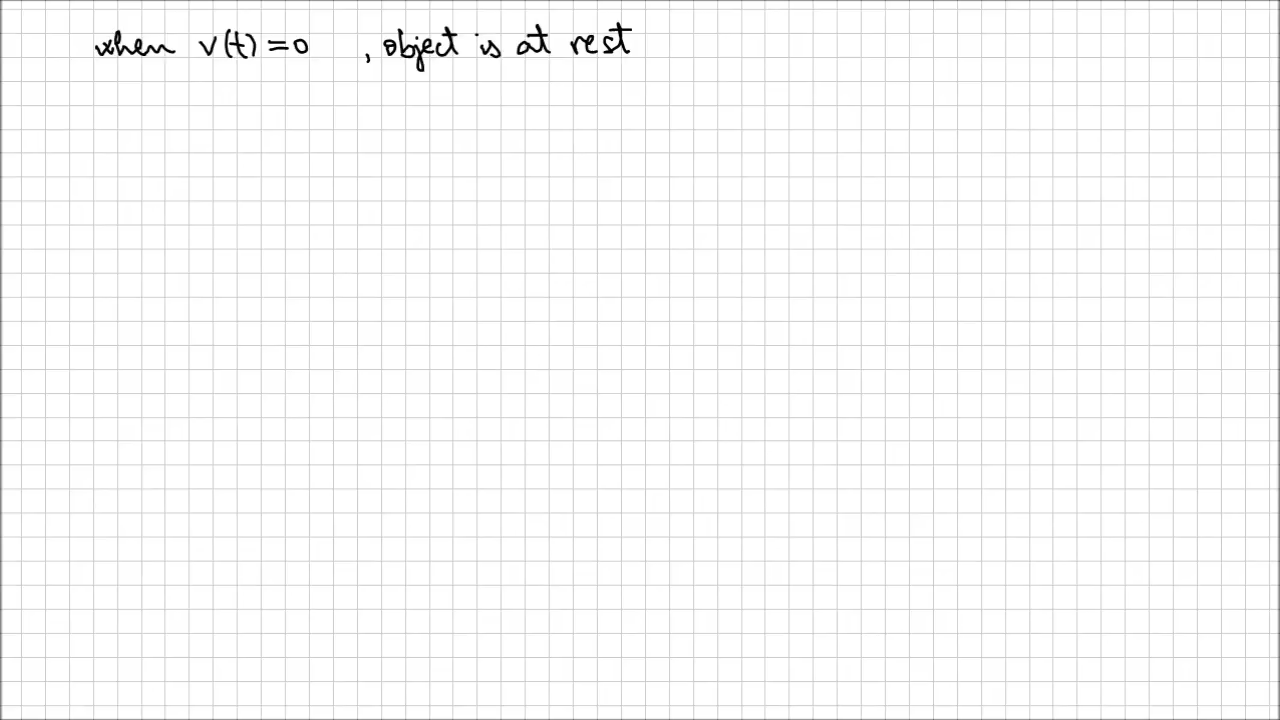 when v(t) = 0 , object is at rest